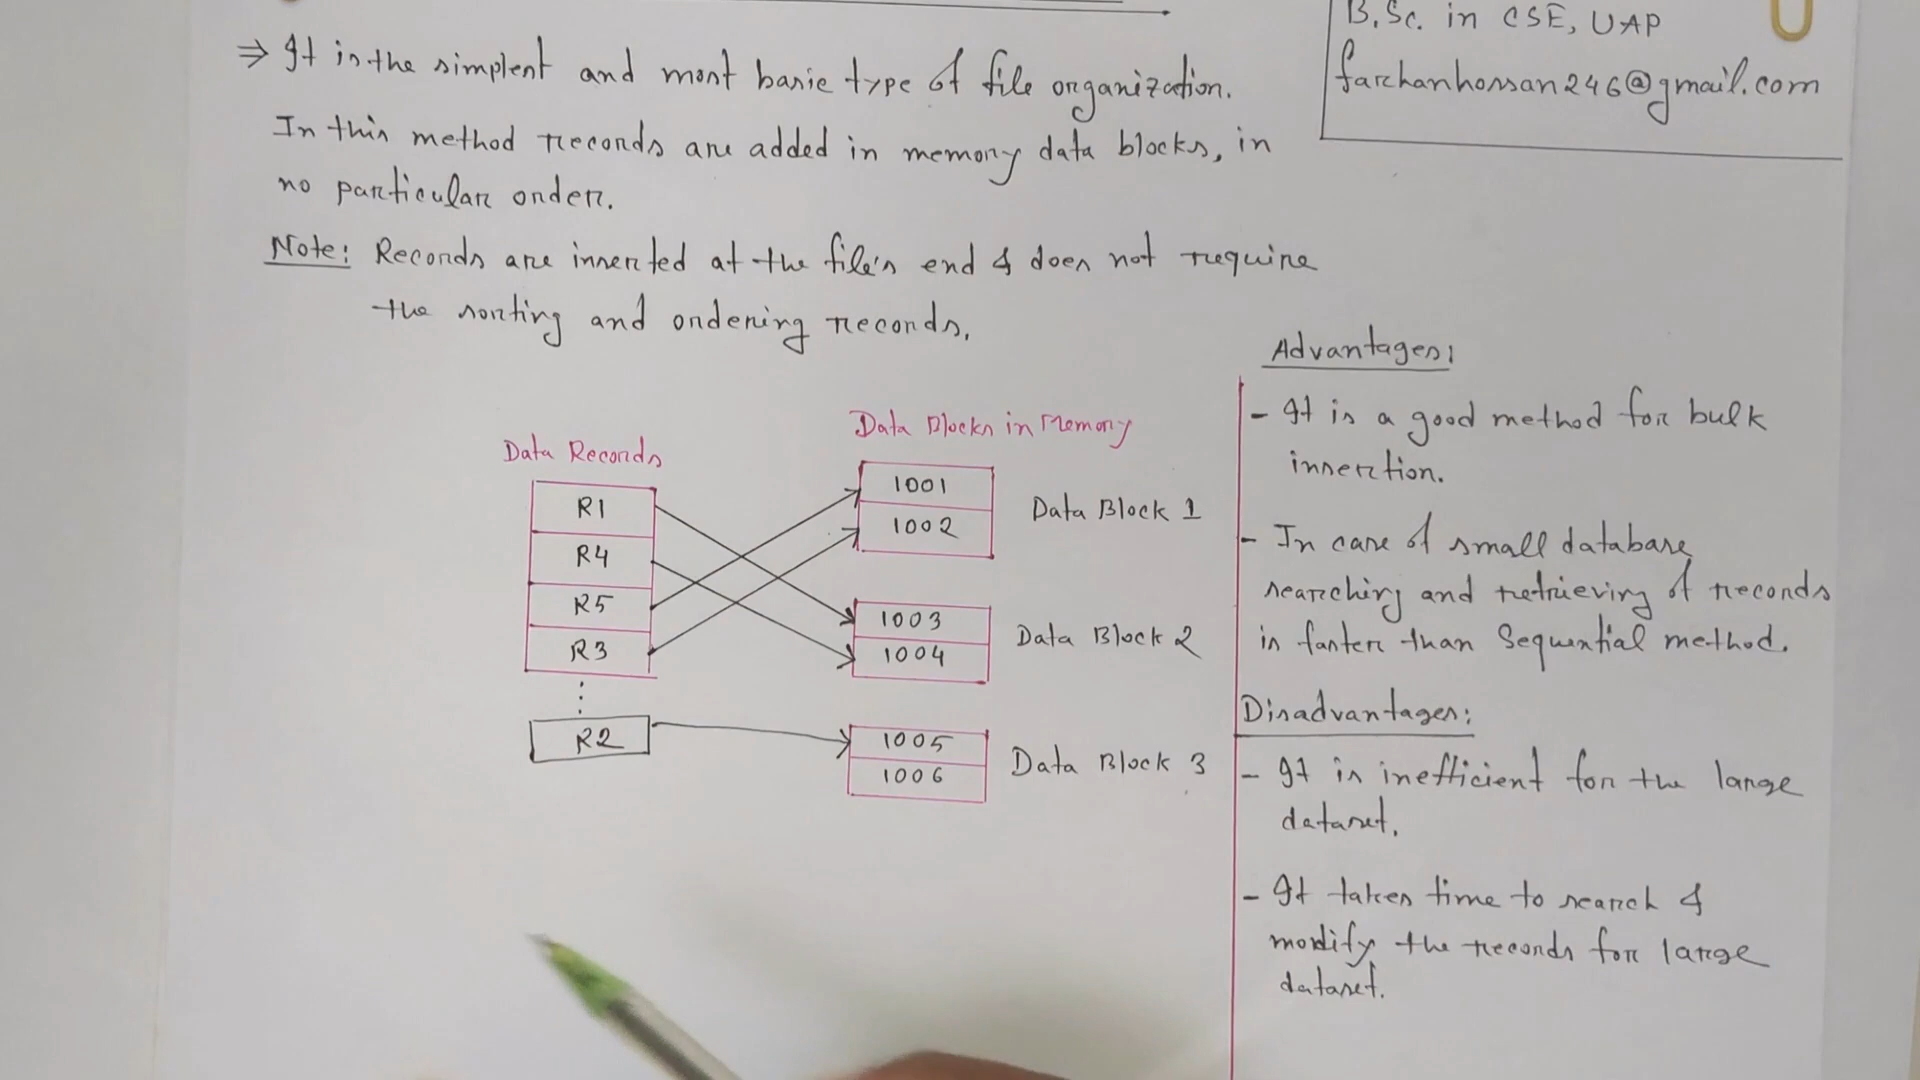 B.Sc. in CSE, UAP
farhanhossan246@gmail.com
⇒ It is the simplest and most basic type of file organization.
In this method records are added in memory data blocks, in
no particular order.
Note: Records are inserted at the file's end & does not require
the sorting and ordering records.
Data Records
R1
R4
R5
R3
⋮
R2
Data Blocks in Memory
1001
1002
Data Block 1
1003
1004
Data Block 2
1005
1006
Data Block 3
Advantages:
- It is a good method for bulk
insertion.
- In case of small database
searching and retrieving of records
is faster than Sequential method.
Disadvantages:
- It is inefficient for the large
dataset.
- It takes time to search &
modify the records for large
dataset.